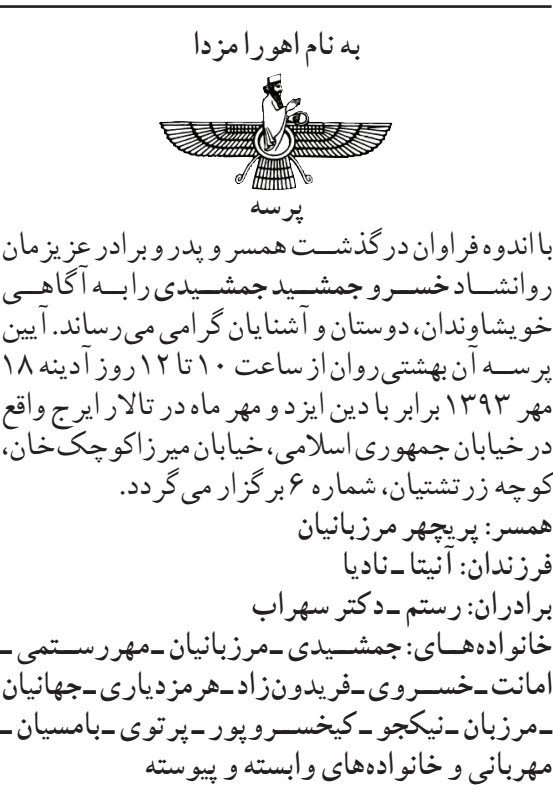 به نام اهورا مزدا
پرسه
با اندوه فراوان درگذشت همسر و پدر و برادر عزیزمان
روانشاد خسرو جمشید جمشیدی را به آگاهی
خویشاوندان، دوستان و آشنایان گرامی می‌رساند. آیین
پرسه آن بهشتی‌روان از ساعت ۱۰ تا ۱۲ روز آدینه ۱۸
مهر ۱۳۹۳ برابر با دین ایزد و مهر ماه در تالار ایرج واقع
در خیابان جمهوری اسلامی، خیابان میرزاکوچک‌خان،
کوچه زرتشتیان، شماره ۶ برگزار می‌گردد.
همسر: پریچهر مرزبانیان
فرزندان: آنیتا ـ نادیا
برادران: رستم ـ دکتر سهراب
خانواده‌های: جمشیدی ـ مرزبانیان ـ مهررستمی ـ
امانت ـ خسروی ـ فریدون‌زاد ـ هرمزدیاری ـ جهانیان
ـ مرزبان ـ نیکجو ـ کیخسروپور ـ پرتوی ـ بامسیان ـ
مهربانی و خانواده‌های وابسته و پیوسته